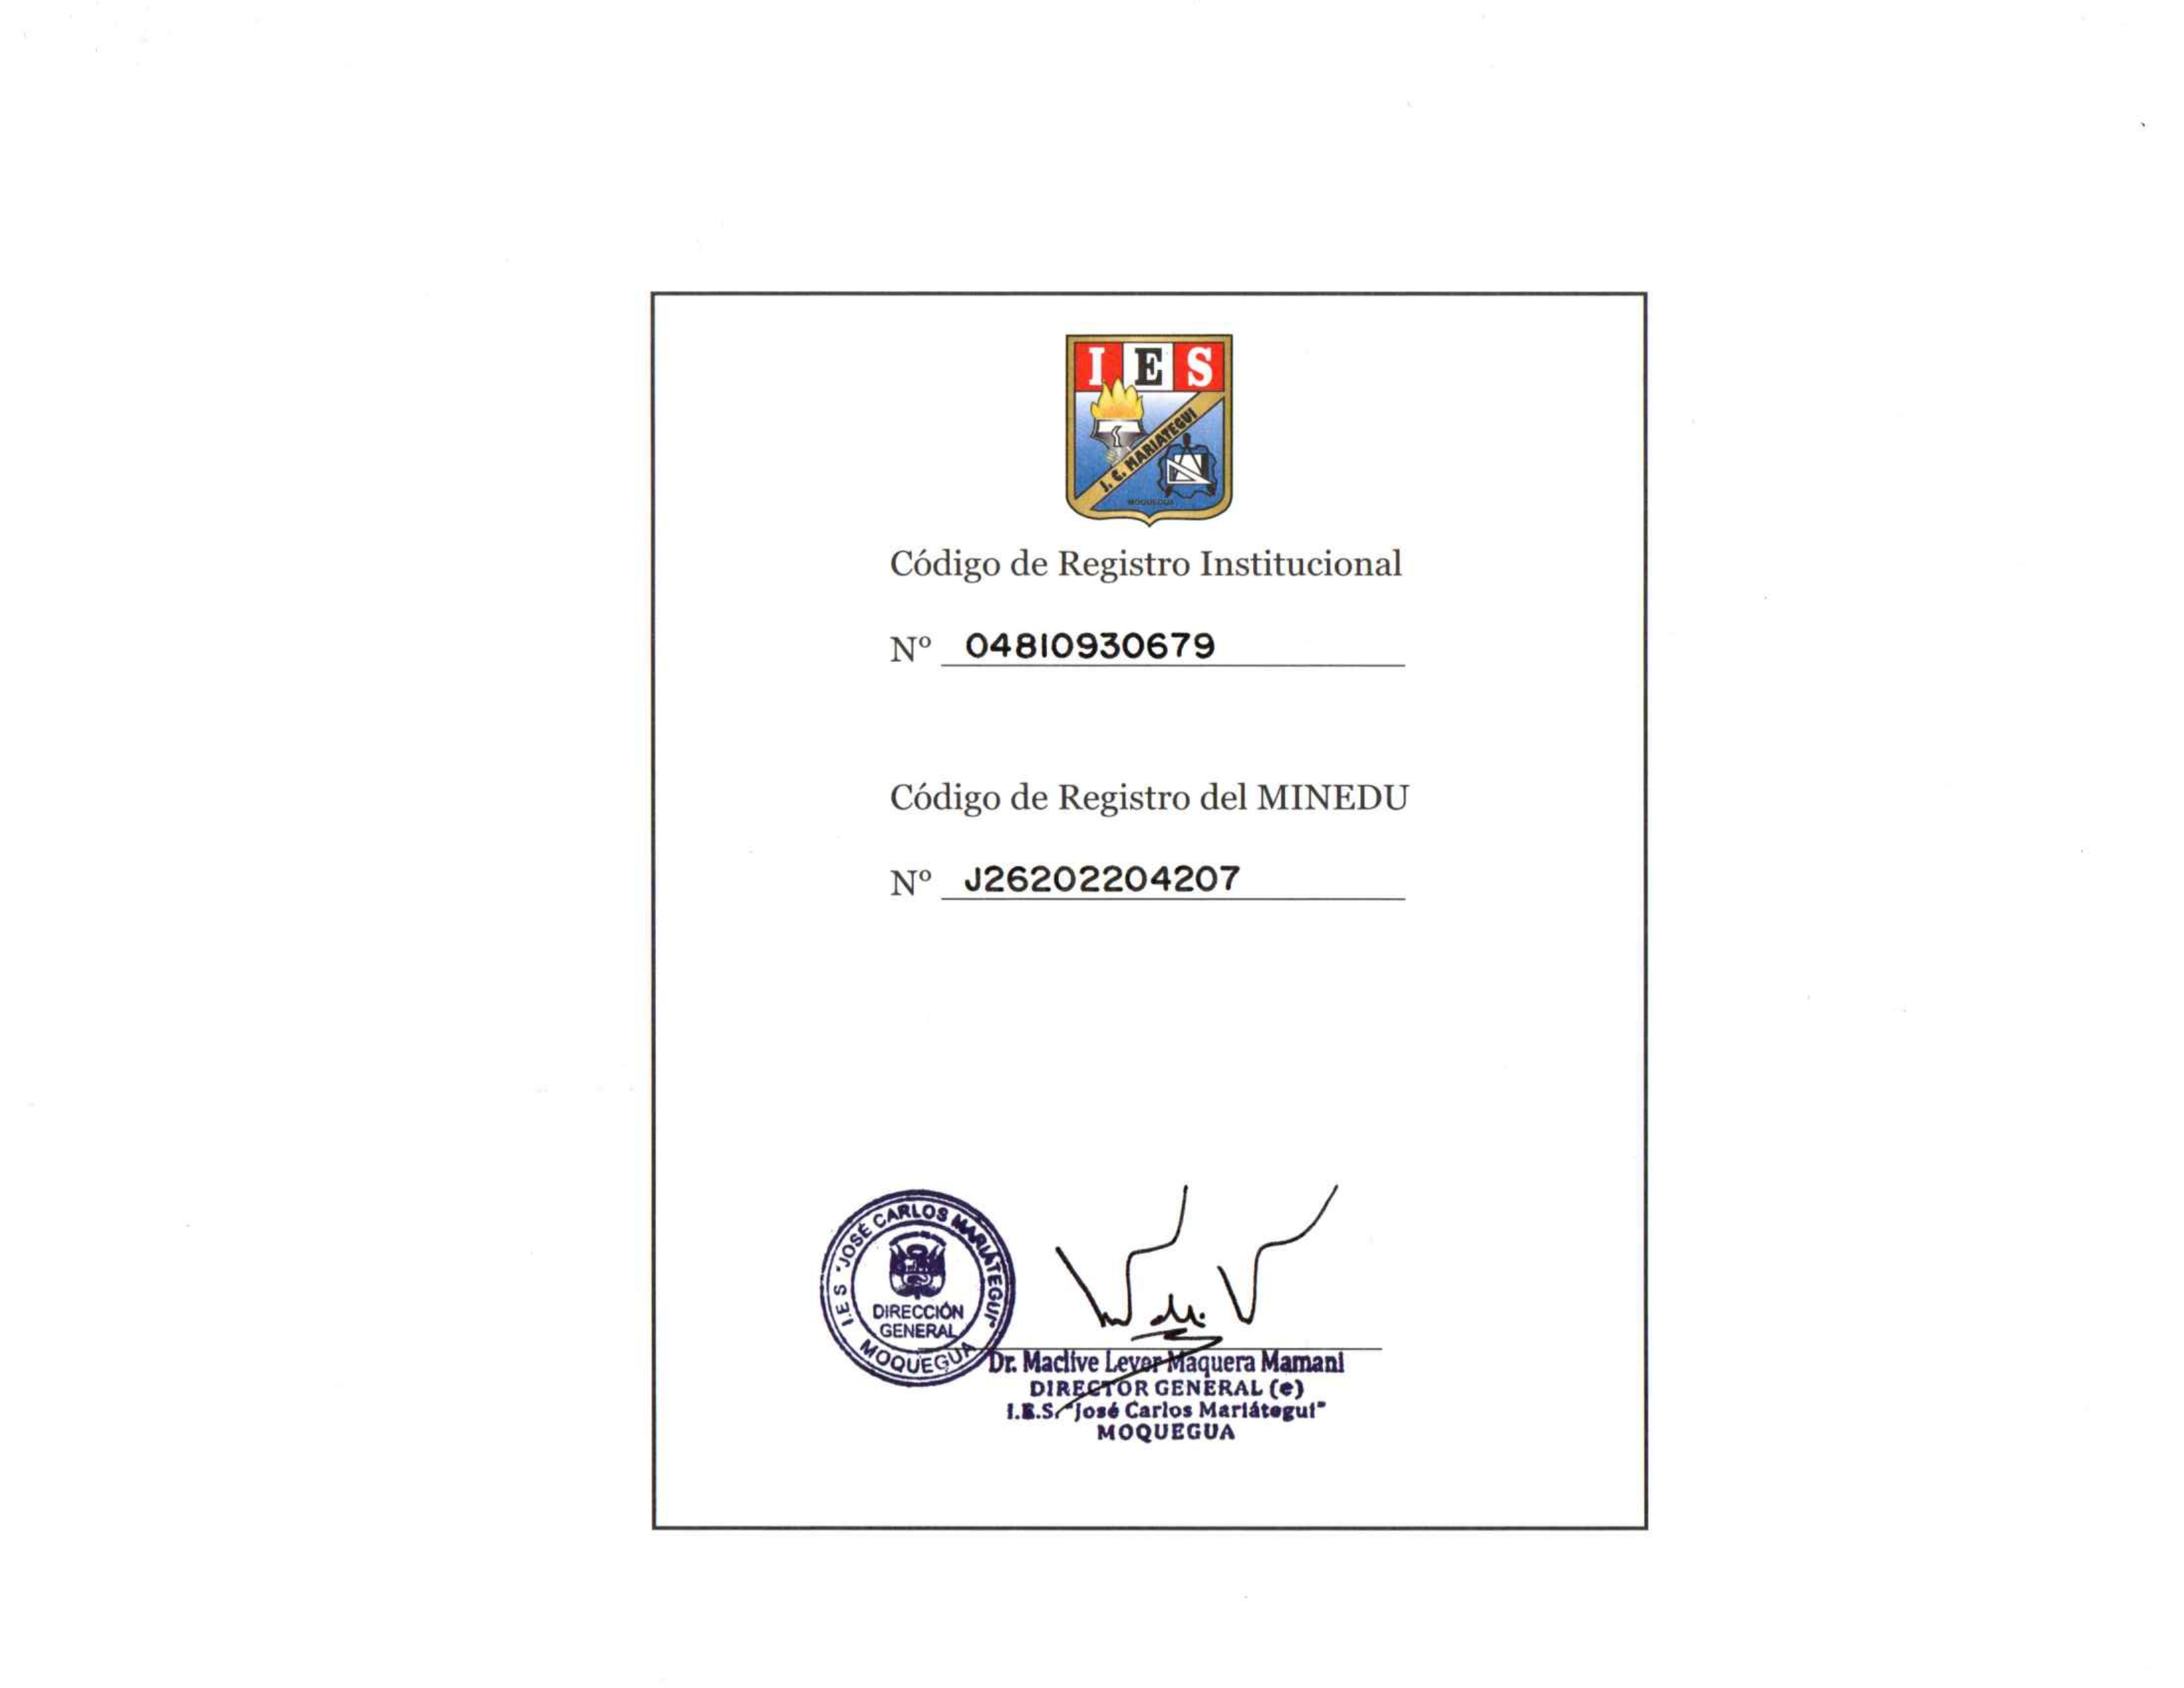 I E S
J. C. MARIATEGUI
MOQUEGUA
Código de Registro Institucional
Nº 04810930679
Código de Registro del MINEDU
Nº J26202204207
I.E.S "JOSÉ CARLOS MARIÁTEGUI"
DIRECCIÓN
GENERAL
MOQUEGUA
Dr. Maclive Lever Maquera Mamani
DIRECTOR GENERAL (e)
I.E.S. "José Carlos Mariátegui"
MOQUEGUA